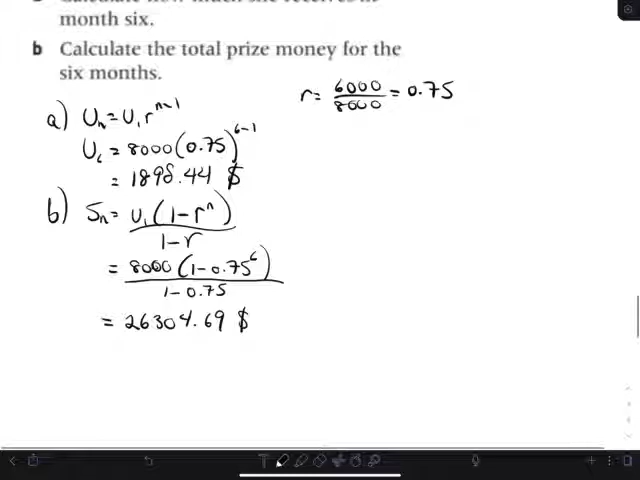 month six.
b Calculate the total prize money for the
six months.
r = 6000/8000 = 0.75
a) Un = U1 r^(n-1)
U6 = 8000(0.75)^(6-1)
= 1898.44 $
b) Sn = U1(1-r^n)
1-r
= 8000(1-0.75^6)
1-0.75
= 26304.69 $